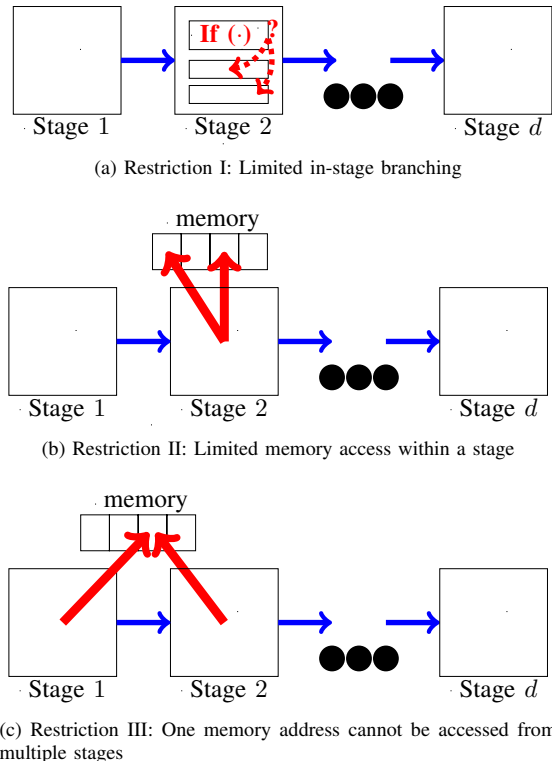 If (·) ?
Stage 1 Stage 2 Stage d
(a) Restriction I: Limited in-stage branching
memory
Stage 1 Stage 2 Stage d
(b) Restriction II: Limited memory access within a stage
memory
Stage 1 Stage 2 Stage d
(c) Restriction III: One memory address cannot be accessed from
multiple stages